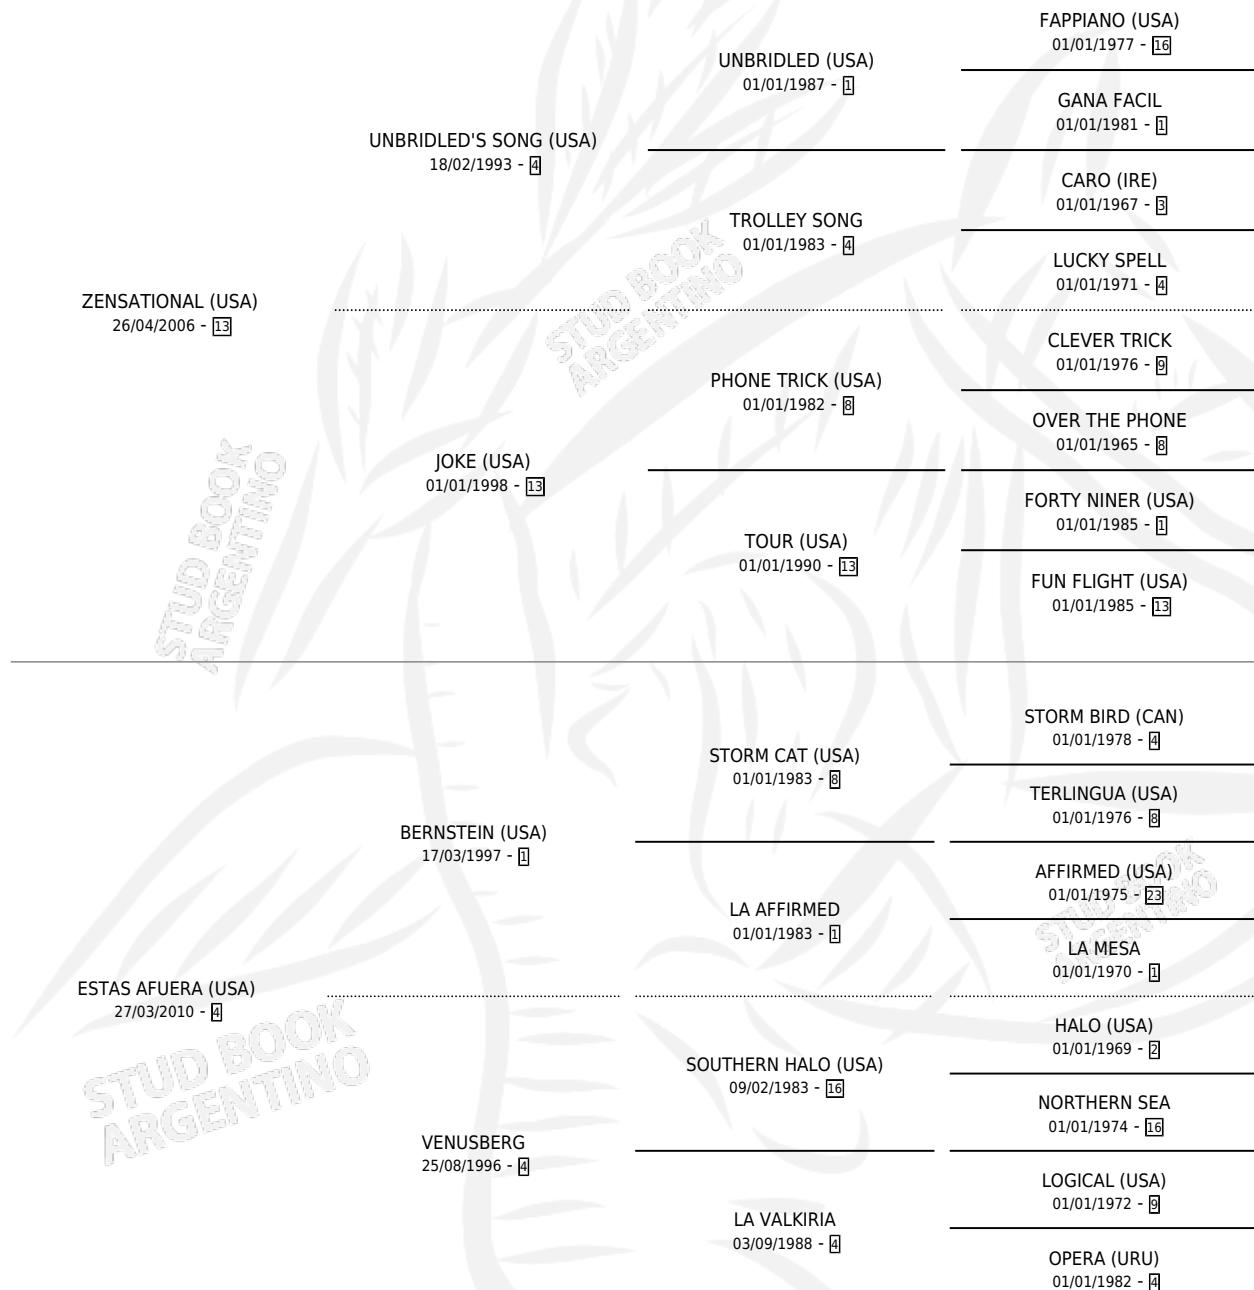 FAPPIANO (USA)
01/01/1977 - 16
UNBRIDLED (USA)
01/01/1987 - 1
GANA FACIL
01/01/1981 - 1
UNBRIDLED'S SONG (USA)
18/02/1993 - 4
CARO (IRE)
01/01/1967 - 3
TROLLEY SONG
01/01/1983 - 4
LUCKY SPELL
01/01/1971 - 4
ZENSATIONAL (USA)
26/04/2006 - 13
CLEVER TRICK
01/01/1976 - 9
PHONE TRICK (USA)
01/01/1982 - 8
OVER THE PHONE
01/01/1965 - 8
JOKE (USA)
01/01/1998 - 13
FORTY NINER (USA)
01/01/1985 - 1
TOUR (USA)
01/01/1990 - 13
FUN FLIGHT (USA)
01/01/1985 - 13
STORM BIRD (CAN)
01/01/1978 - 4
STORM CAT (USA)
01/01/1983 - 8
TERLINGUA (USA)
01/01/1976 - 8
BERNSTEIN (USA)
17/03/1997 - 1
AFFIRMED (USA)
01/01/1975 - 23
LA AFFIRMED
01/01/1983 - 1
LA MESA
01/01/1970 - 1
ESTAS AFUERA (USA)
27/03/2010 - 4
HALO (USA)
01/01/1969 - 2
SOUTHERN HALO (USA)
09/02/1983 - 16
NORTHERN SEA
01/01/1974 - 16
VENUSBERG
25/08/1996 - 4
LOGICAL (USA)
01/01/1972 - 9
LA VALKIRIA
03/09/1988 - 4
OPERA (URU)
01/01/1982 - 4
STUD BOOK
ARGENTINO
STUD BOOK
ARGENTINO
STUD BOOK
ARGENTINO
STUD BOOK
ARGENTINO